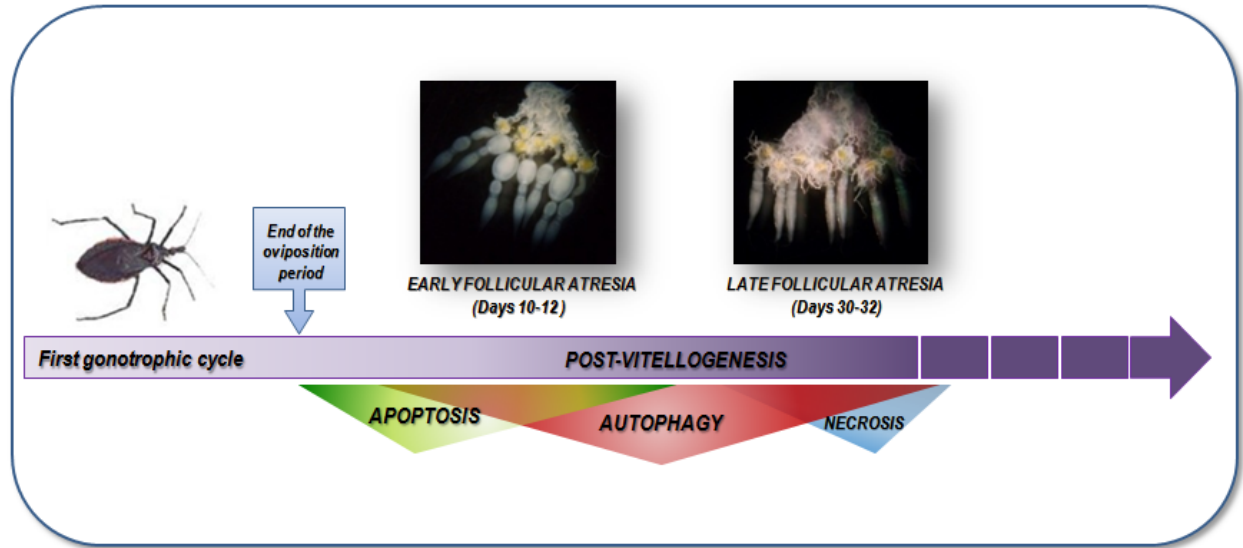 End of the
oviposition
period
EARLY FOLLICULAR ATRESIA
(Days 10-12)
LATE FOLLICULAR ATRESIA
(Days 30-32)
First gonotrophic cycle
POST-VITELLOGENESIS
APOPTOSIS
AUTOPHAGY
NECROSIS